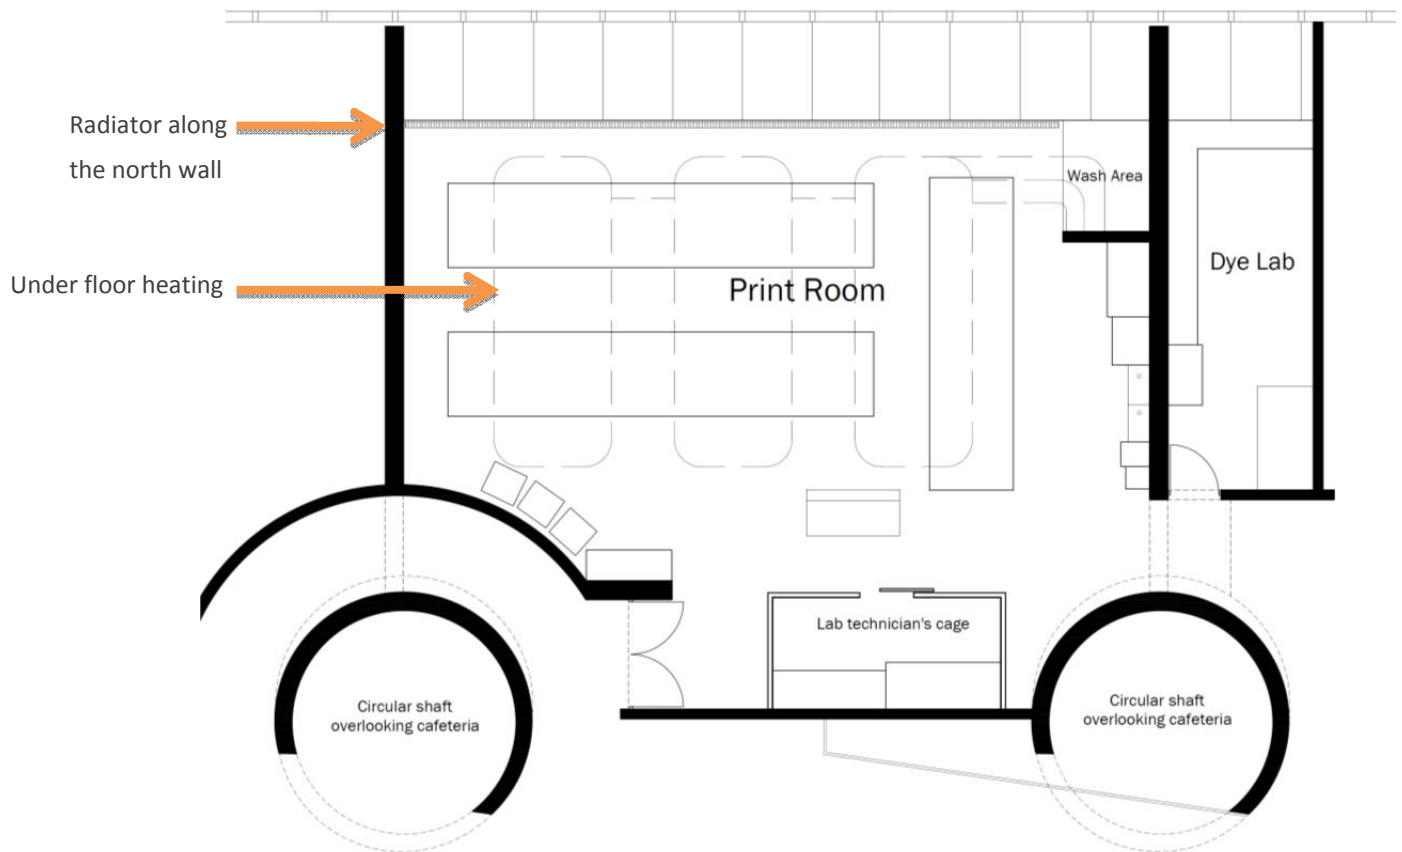 Radiator along
the north wall
Under floor heating
Wash Area
Dye Lab
Print Room
Lab technician's cage
Circular shaft
overlooking cafeteria
Circular shaft
overlooking cafeteria